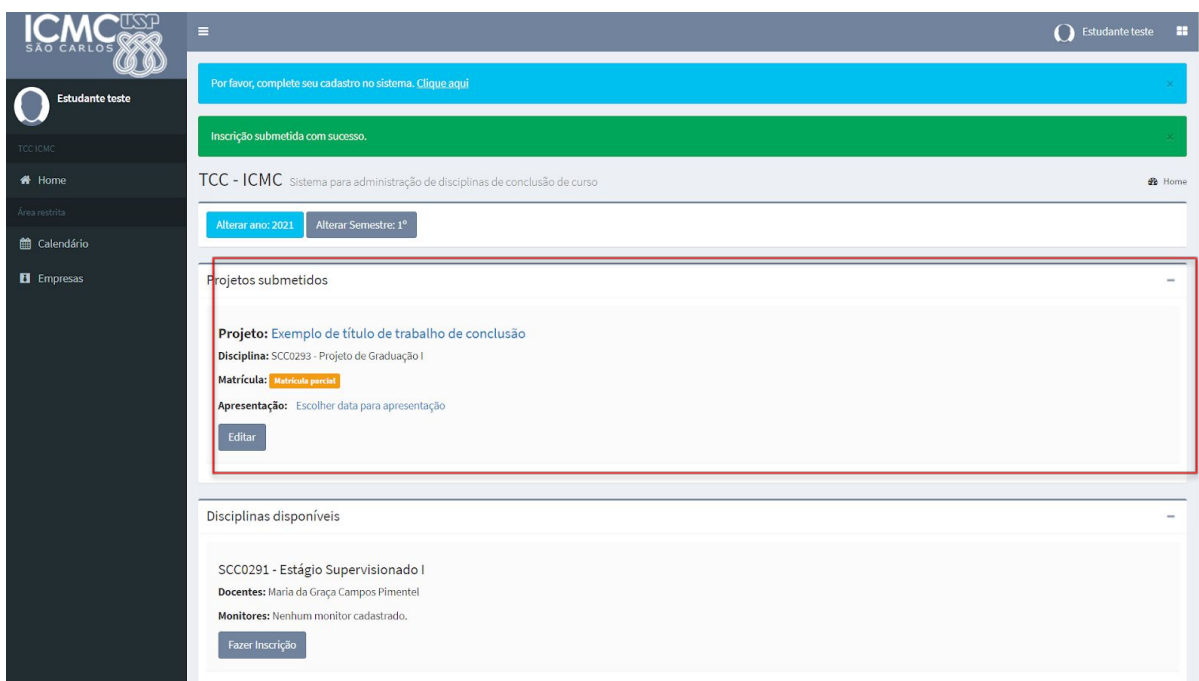 ICMC USP
SÃO CARLOS
Estudante teste
Por favor, complete seu cadastro no sistema. Clique aqui ×
Estudante teste
Inscrição submetida com sucesso. ×
TCC ICMC
Home
TCC - ICMC Sistema para administração de disciplinas de conclusão de curso
Home
Área restrita
Alterar ano: 2021 Alterar Semestre: 1º
Calendário
Empresas
Projetos submetidos
Projeto: Exemplo de título de trabalho de conclusão
Disciplina: SCC0293 - Projeto de Graduação I
Matrícula: Matrícula parcial
Apresentação: Escolher data para apresentação
Editar
Disciplinas disponíveis
SCC0291 - Estágio Supervisionado I
Docentes: Maria da Graça Campos Pimentel
Monitores: Nenhum monitor cadastrado.
Fazer Inscrição